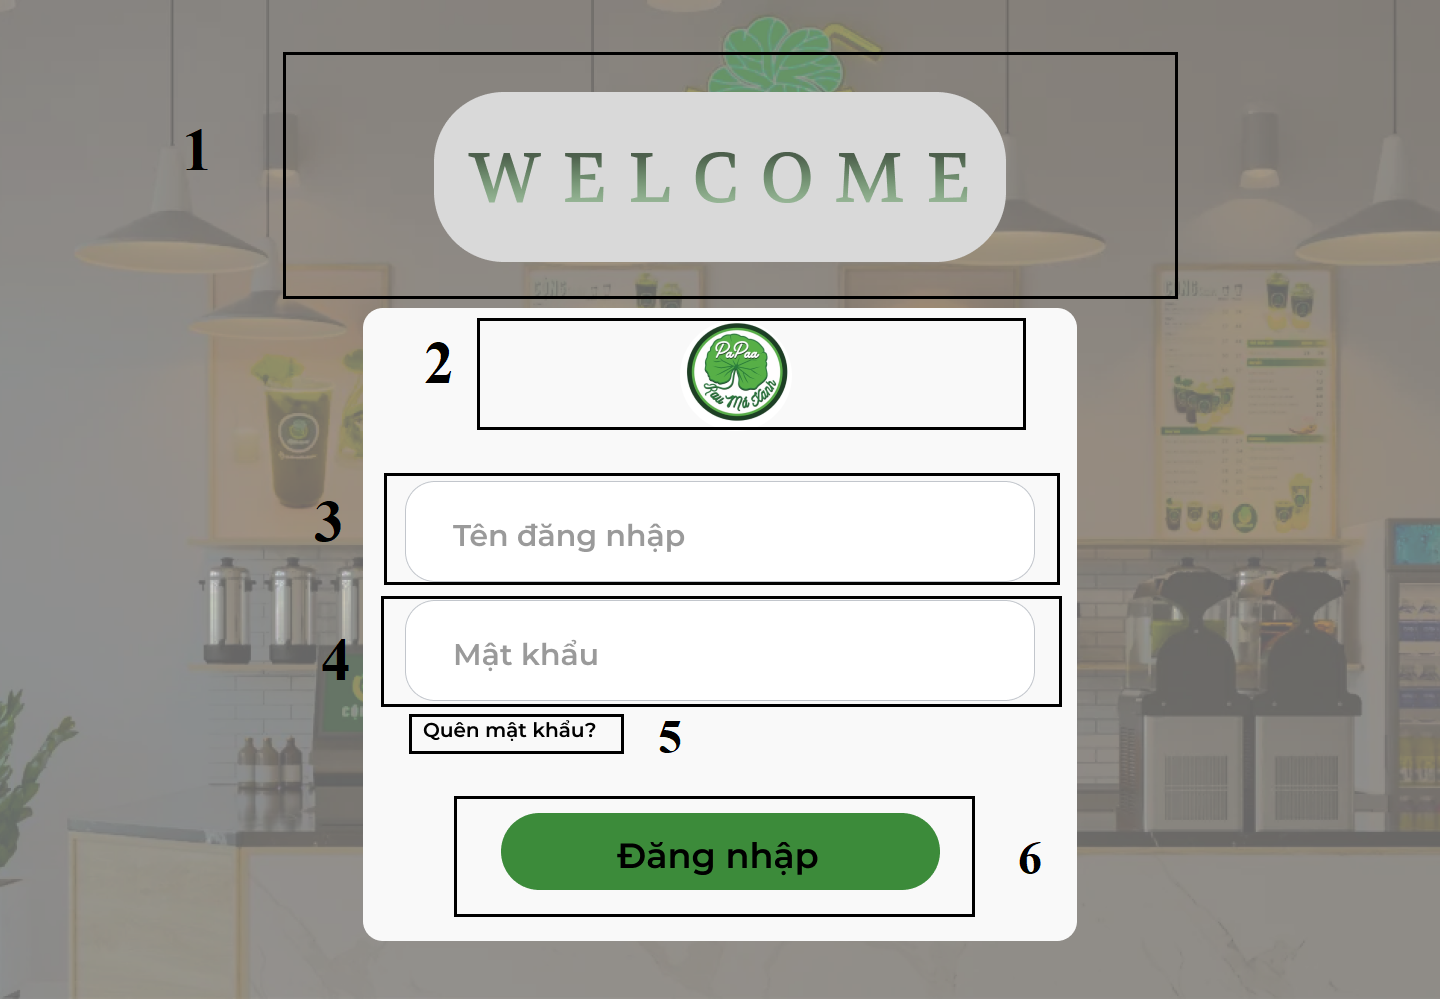 1
WELCOME
2
PaPaa
Rau Má Xanh
3
Tên đăng nhập
4
Mật khẩu
Quên mật khẩu?
5
Đăng nhập
6